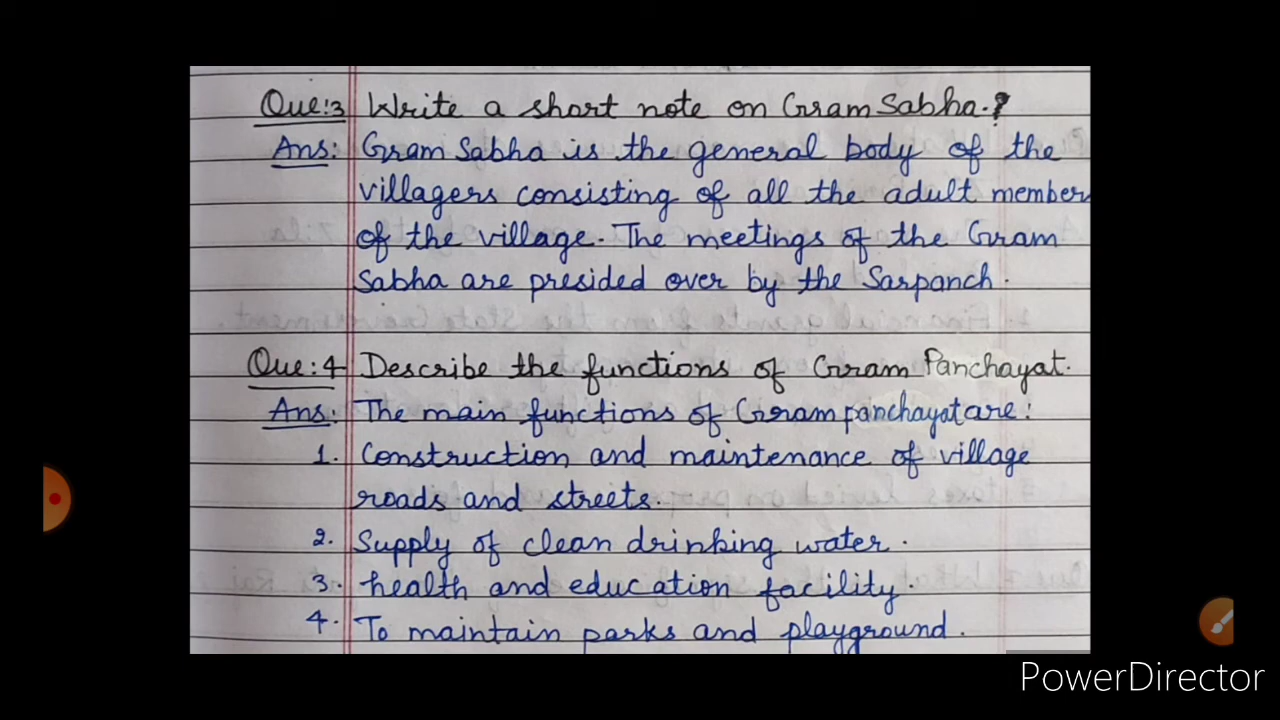 Que:3 Write a short note on Gram Sabha.?
Ans: Gram Sabha is the general body of the
villagers consisting of all the adult member
of the village. The meetings of the Gram
Sabha are presided over by the Sarpanch.
Que:4 Describe the functions of Gram Panchayat.
Ans: The main functions of Gram panchayat are:
1. Construction and maintenance of village
roads and streets.
2. Supply of clean drinking water.
3. health and education facility.
4. To maintain parks and playground.
PowerDirector